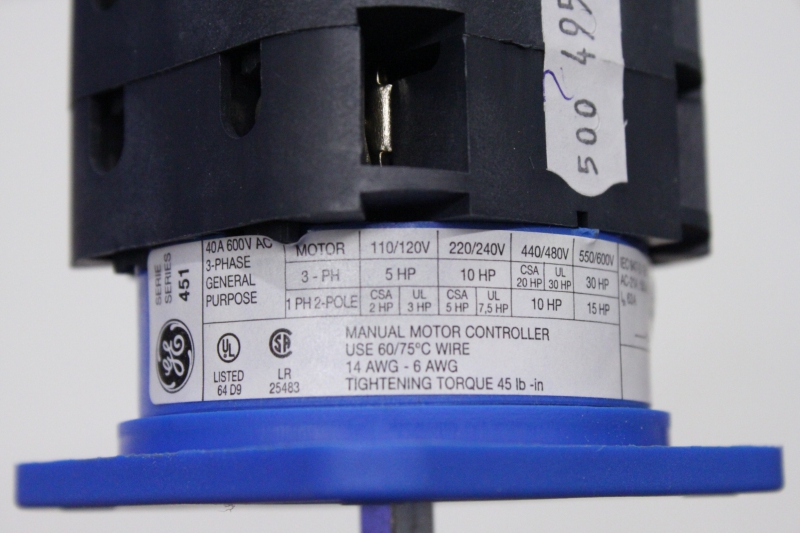 500 495
SERIE
SERIES
451
40A 600V AC
3-PHASE
GENERAL
PURPOSE
MOTOR 110/120V 220/240V 440/480V 550/600V
3 - PH 5 HP 10 HP CSA 20 HP UL 30 HP 30 HP
1 PH 2-POLE CSA 2 HP UL 3 HP CSA 5 HP UL 7,5 HP 10 HP 15 HP
UL
LISTED
64 D9
LR
25483
MANUAL MOTOR CONTROLLER
USE 60/75°C WIRE
14 AWG - 6 AWG
TIGHTENING TORQUE 45 lb -in
IEC